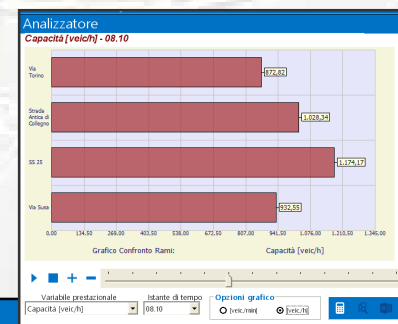 Analizzatore
Capacità [veic/h] - 08.10
Via Torino
872,82
Strada Antica di Collegno
1.028,34
SS 25
1.174,17
Via Susa
932,55
0,00 134,50 269,00 403,50 538,00 672,50 807,00 941,50 1.076,00 1.210,50 1.345,00
Grafico Confronto Rami: Capacità [veic/h]
Variabile prestazionale Istante di tempo Opzioni grafico
Capacità [veic/h] 08.10 [veic./min] [veic./h]